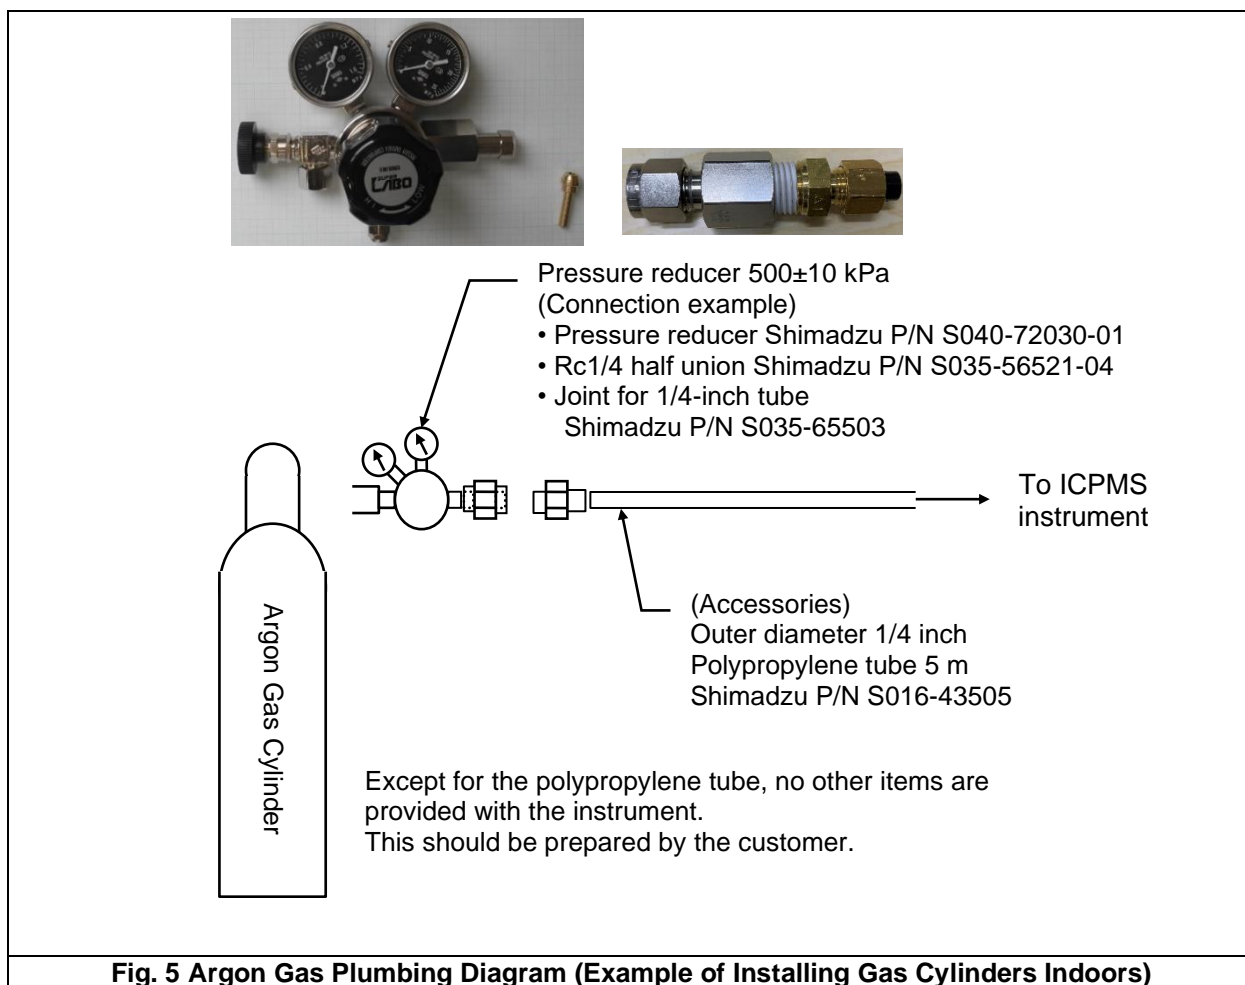 LABO
Pressure reducer 500±10 kPa
(Connection example)
• Pressure reducer Shimadzu P/N S040-72030-01
• Rc1/4 half union Shimadzu P/N S035-56521-04
• Joint for 1/4-inch tube
Shimadzu P/N S035-65503
To ICPMS
instrument
(Accessories)
Outer diameter 1/4 inch
Polypropylene tube 5 m
Shimadzu P/N S016-43505
Argon Gas Cylinder
Except for the polypropylene tube, no other items are
provided with the instrument.
This should be prepared by the customer.
Fig. 5 Argon Gas Plumbing Diagram (Example of Installing Gas Cylinders Indoors)